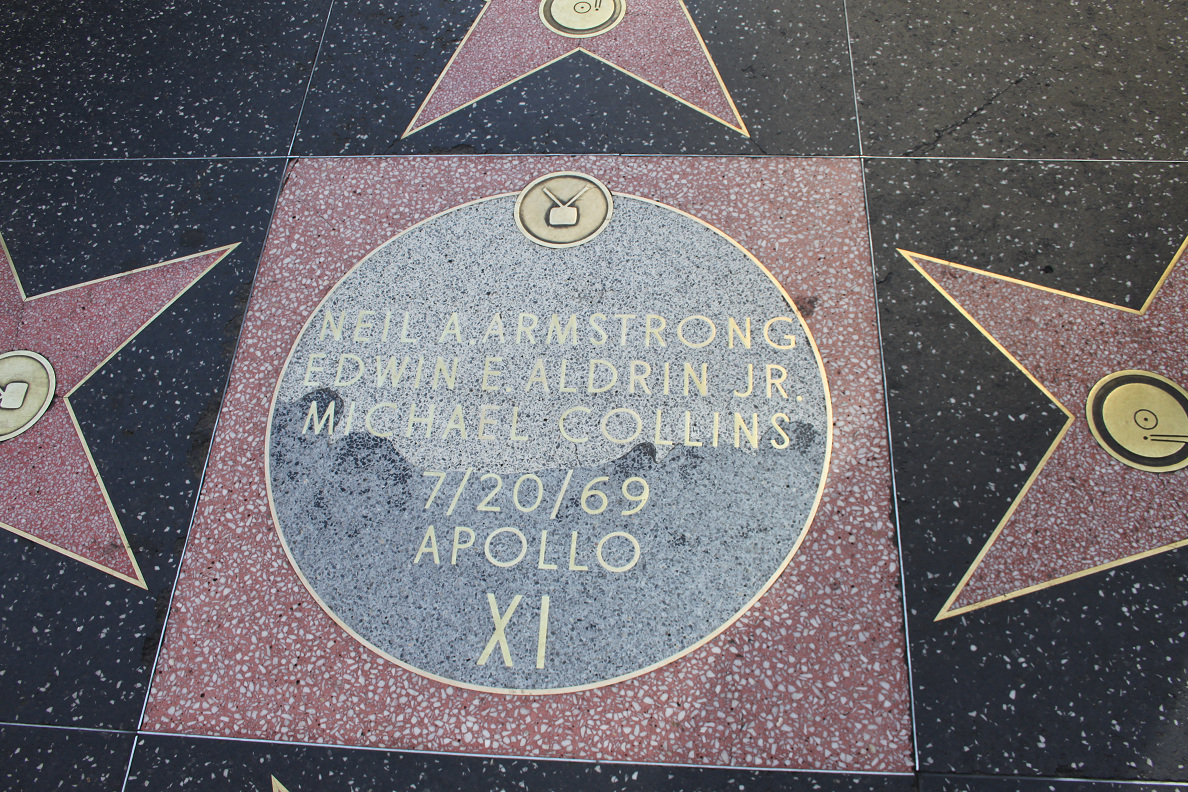 NEIL A. ARMSTRONG
EDWIN E. ALDRIN JR.
MICHAEL COLLINS
7/20/69
APOLLO
XI